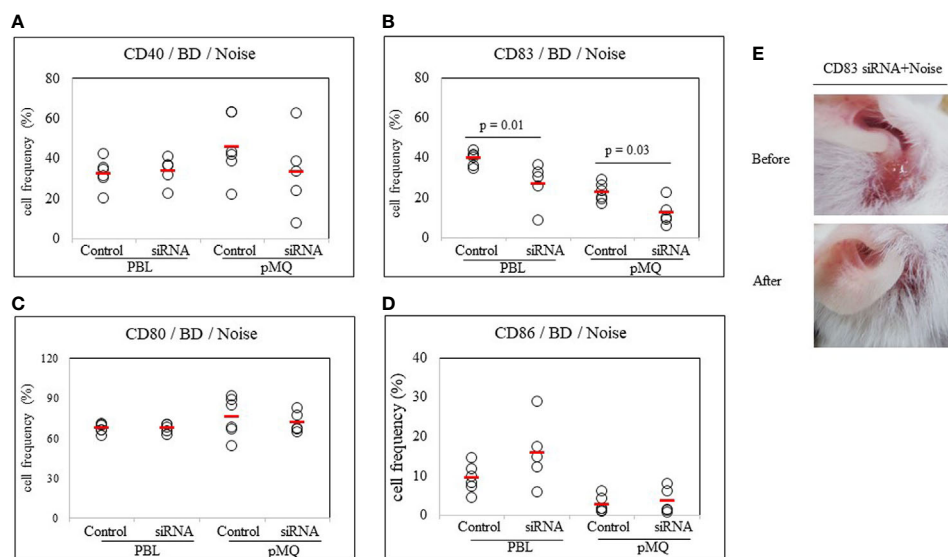 A
CD40 / BD / Noise
cell frequency (%)
80
60
40
20
0
Control siRNA Control siRNA
PBL pMQ
B
CD83 / BD / Noise
cell frequency (%)
80
60
40
20
0
p = 0.01
p = 0.03
Control siRNA Control siRNA
PBL pMQ
C
CD80 / BD / Noise
cell frequency (%)
120
90
60
30
0
Control siRNA Control siRNA
PBL pMQ
D
CD86 / BD / Noise
cell frequency (%)
40
30
20
10
0
Control siRNA Control siRNA
PBL pMQ
E
CD83 siRNA+Noise
Before
After